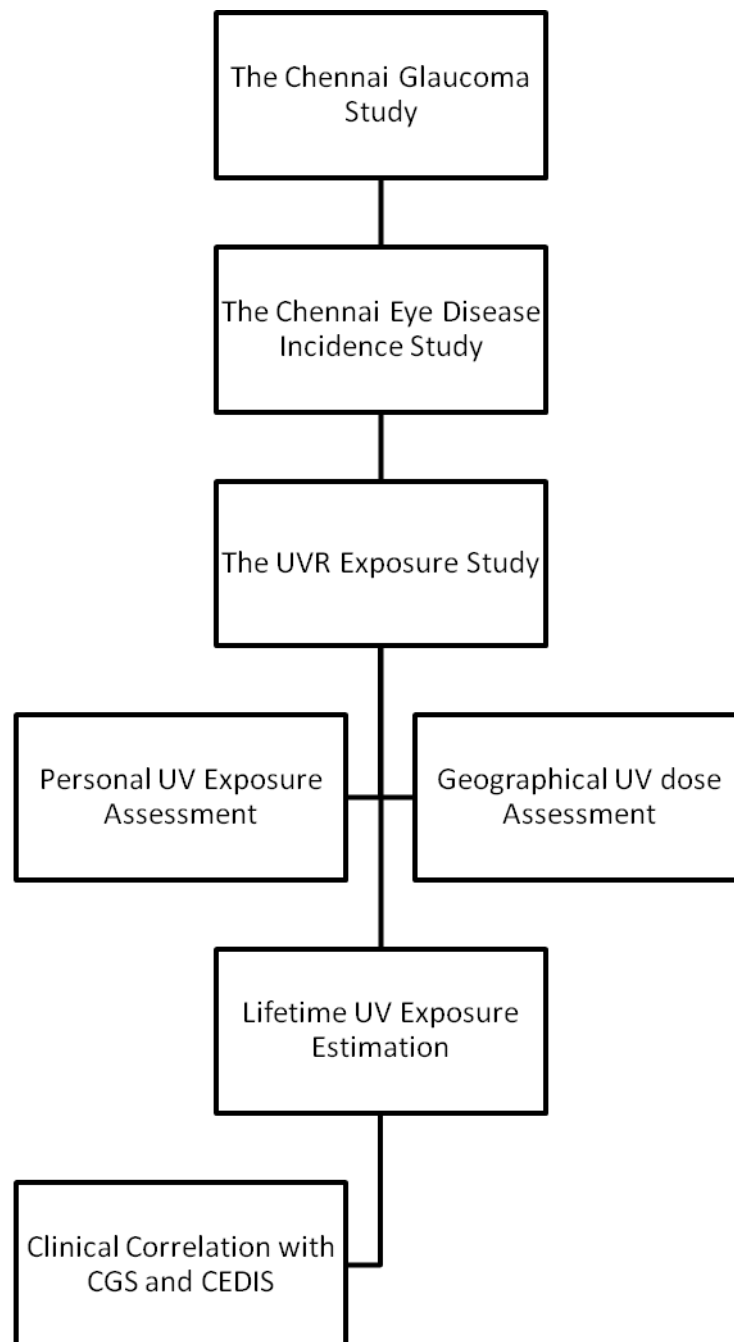 The Chennai Glaucoma
Study
The Chennai Eye Disease
Incidence Study
The UVR Exposure Study
Personal UV Exposure
Assessment
Geographical UV dose
Assessment
Lifetime UV Exposure
Estimation
Clinical Correlation with
CGS and CEDIS